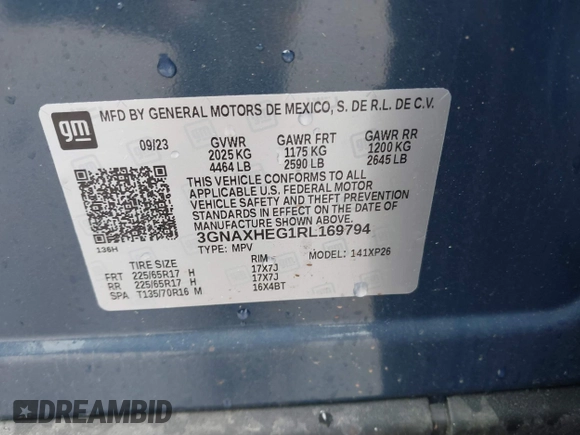 MFD BY GENERAL MOTORS DE MEXICO, S. DE R.L. DE C.V.
gm
09/23 GVWR GAWR FRT GAWR RR
2025 KG 1175 KG 1200 KG
4464 LB 2590 LB 2645 LB
THIS VEHICLE CONFORMS TO ALL
APPLICABLE U.S. FEDERAL MOTOR
VEHICLE SAFETY AND THEFT PREVENTION
STANDARDS IN EFFECT ON THE DATE OF
MANUFACTURE SHOWN ABOVE.
3GNAXHEG1RL169794
136H
TYPE: MPV MODEL: 141XP26
TIRE SIZE RIM
FRT 225/65R17 H 17X7J
RR 225/65R17 H 17X7J
SPA T135/70R16 M 16X4BT
DREAMBID